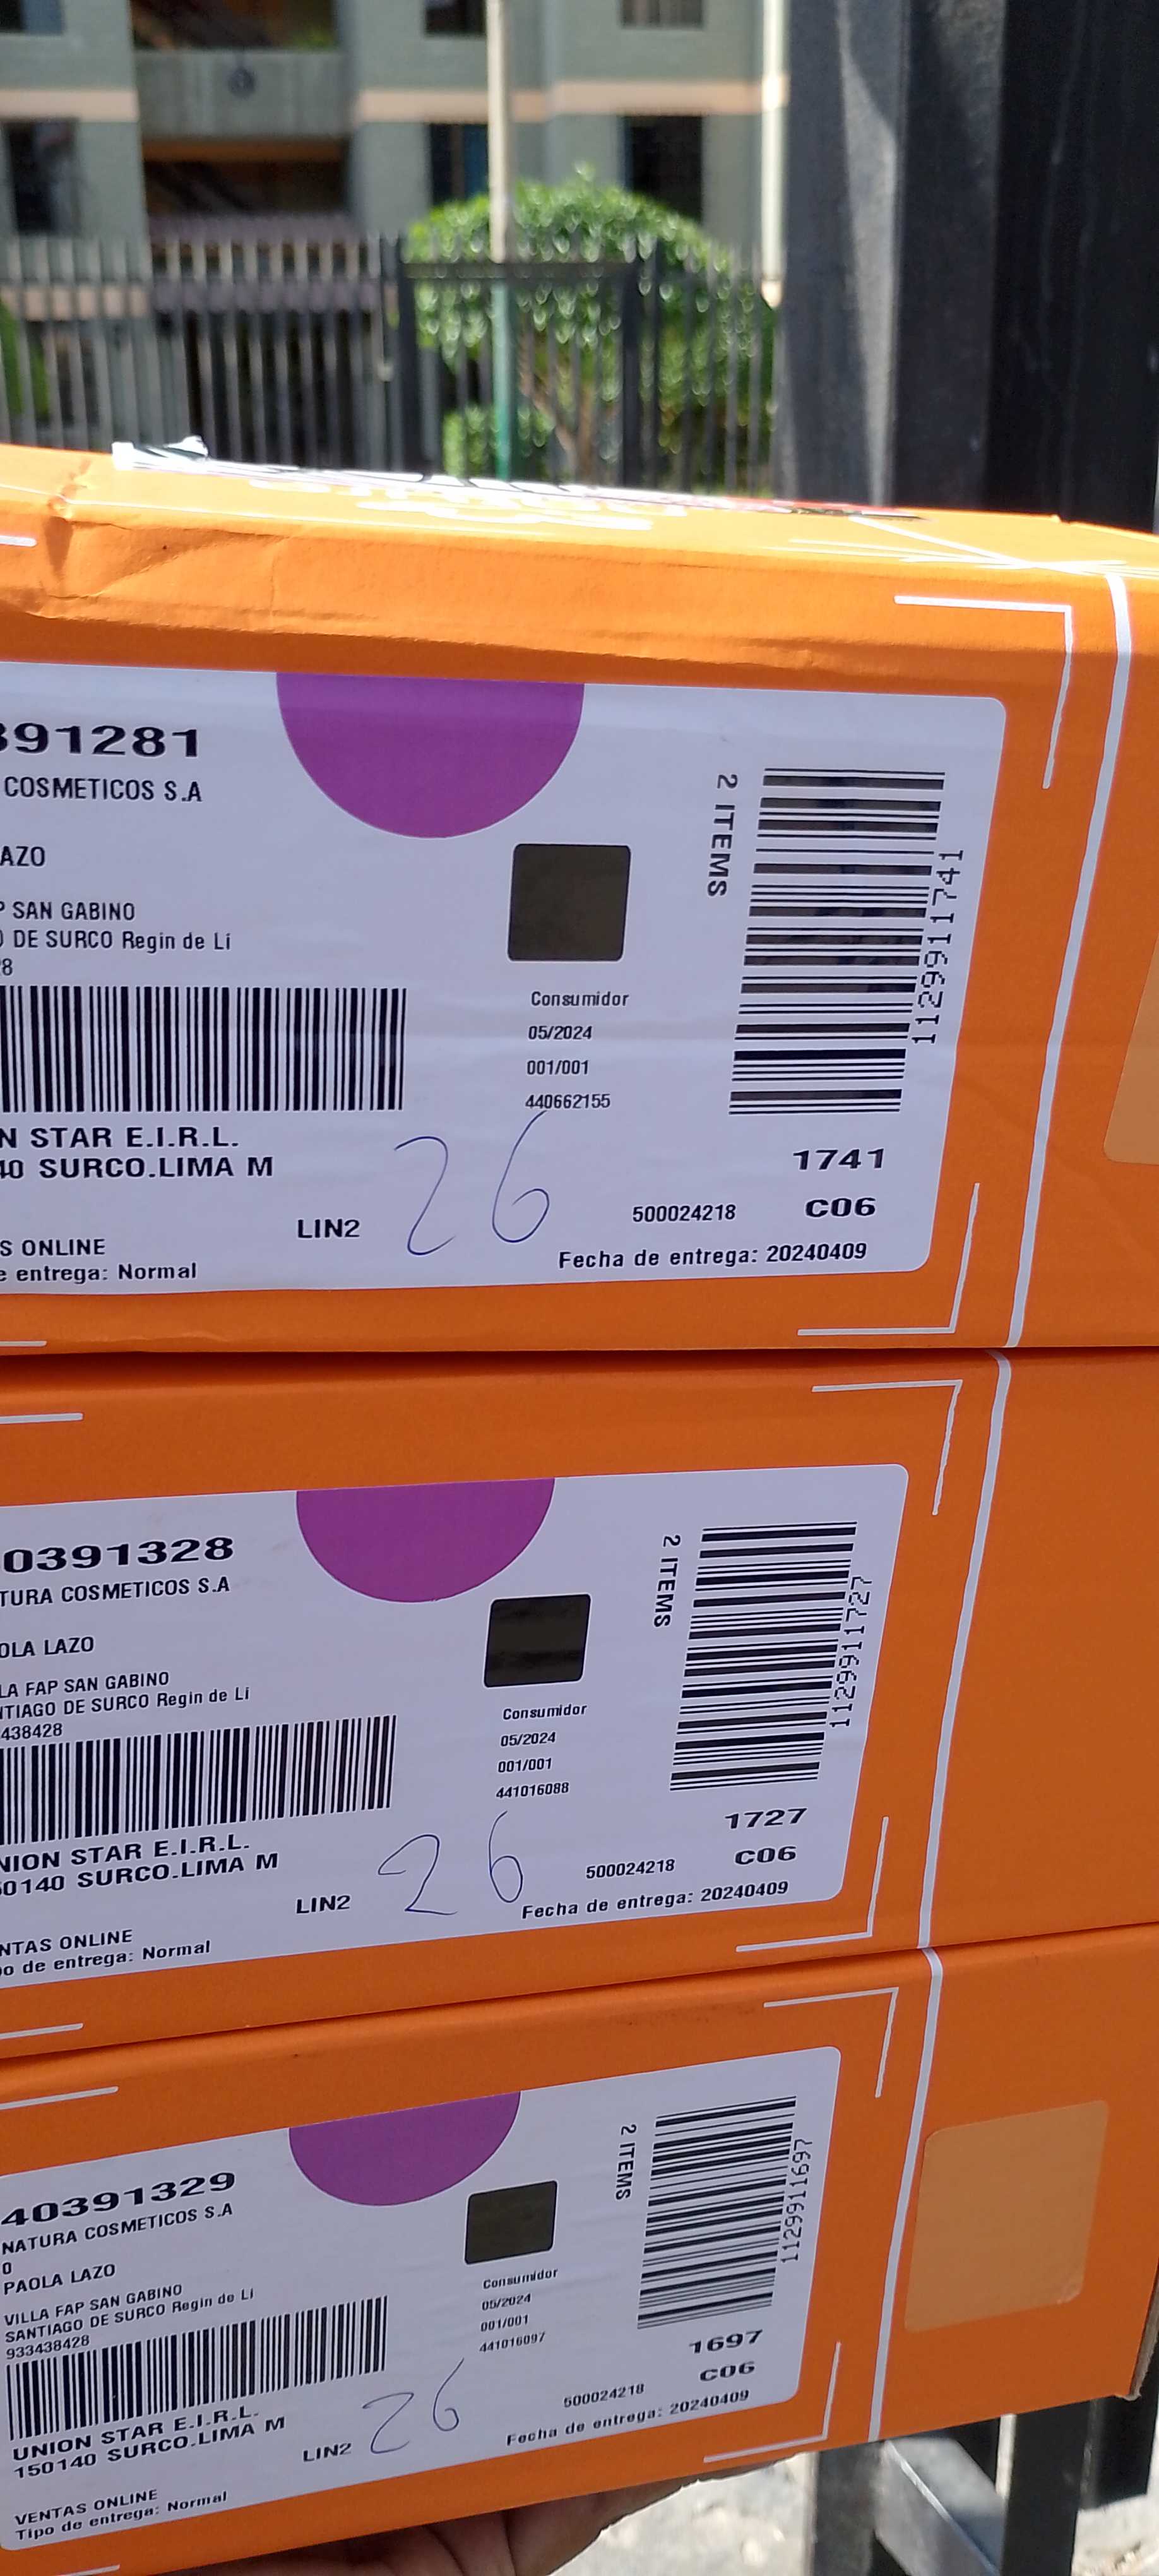 391281
COSMETICOS S.A
AZO
P SAN GABINO
DE SURCO Regin de Li
8
2 ITEMS
1129911741
Consumidor
05/2024
001/001
440662155
N STAR E.I.R.L.
40 SURCO.LIMA M
LIN2
26
1741
500024218
C06
Fecha de entrega: 20240409
S ONLINE
e entrega: Normal
0391328
TURA COSMETICOS S.A
OLA LAZO
LA FAP SAN GABINO
NTIAGO DE SURCO Regin de Li
438428
2 ITEMS
1129911727
Consumidor
05/2024
001/001
441016088
NION STAR E.I.R.L.
50140 SURCO.LIMA M
LIN2
26
1727
500024218
C06
Fecha de entrega: 20240409
NTAS ONLINE
po de entrega: Normal
40391329
NATURA COSMETICOS S.A
0
PAOLA LAZO
VILLA FAP SAN GABINO
SANTIAGO DE SURCO Regin de Li
933438428
2 ITEMS
1129911697
Consumidor
05/2024
001/001
441016097
UNION STAR E.I.R.L.
150140 SURCO.LIMA M
LIN2
26
1697
500024218
C06
Fecha de entrega: 20240409
VENTAS ONLINE
Tipo de entrega: Normal